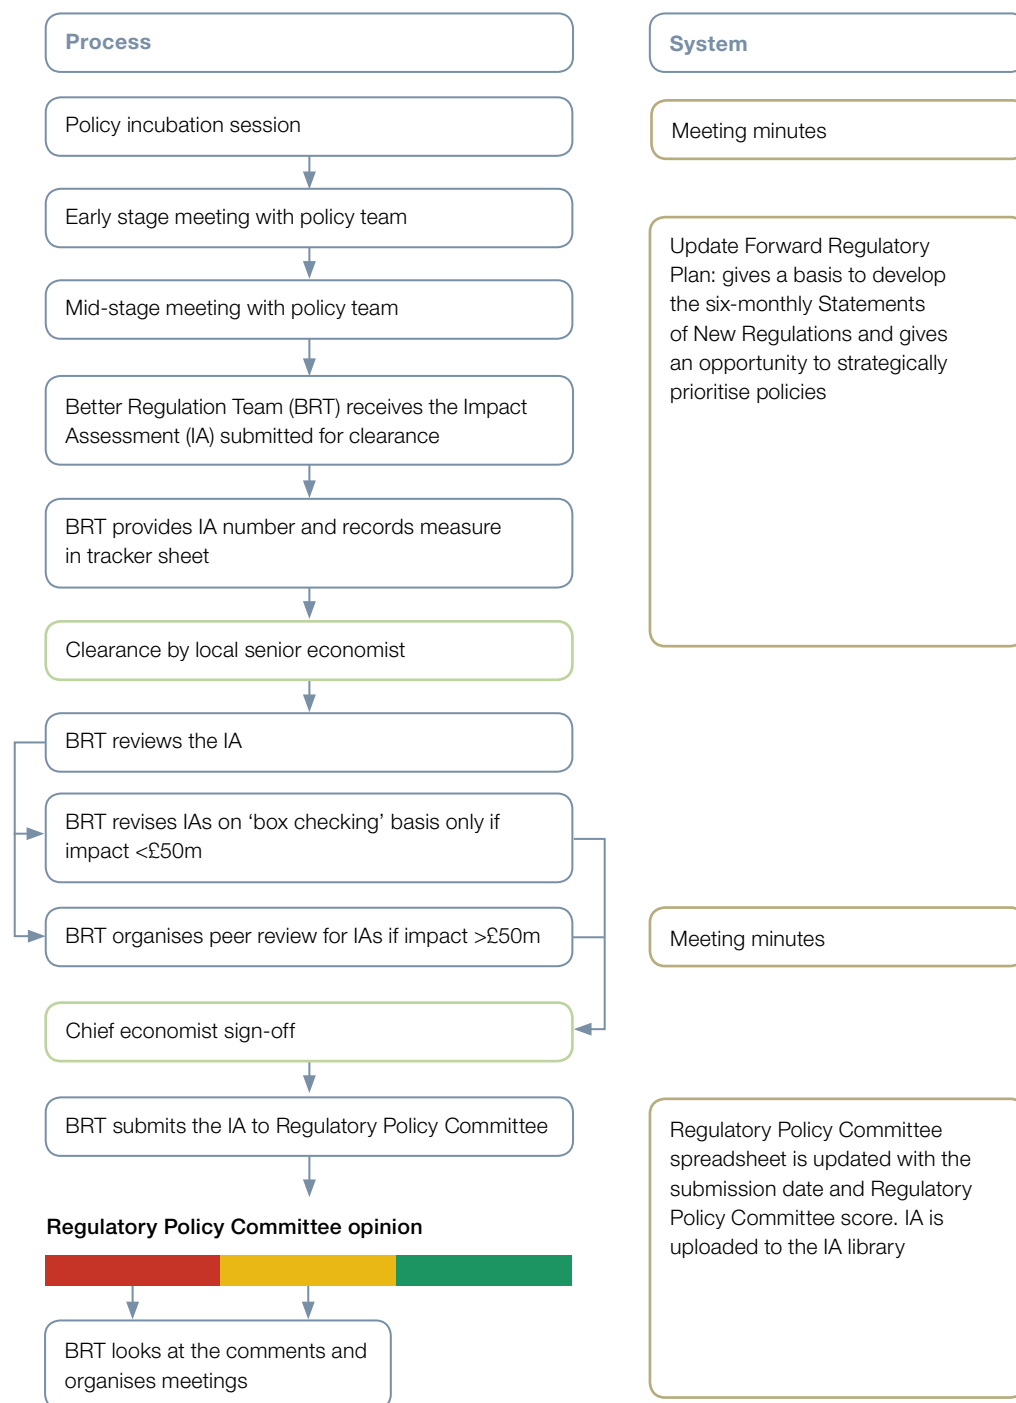 Process
System
Policy incubation session
Meeting minutes
Early stage meeting with policy team
Update Forward Regulatory
Plan: gives a basis to develop
the six-monthly Statements
of New Regulations and gives
an opportunity to strategically
prioritise policies
Mid-stage meeting with policy team
Better Regulation Team (BRT) receives the Impact
Assessment (IA) submitted for clearance
BRT provides IA number and records measure
in tracker sheet
Clearance by local senior economist
BRT reviews the IA
BRT revises IAs on ‘box checking’ basis only if
impact <£50m
BRT organises peer review for IAs if impact >£50m
Meeting minutes
Chief economist sign-off
BRT submits the IA to Regulatory Policy Committee
Regulatory Policy Committee
spreadsheet is updated with the
submission date and Regulatory
Policy Committee score. IA is
uploaded to the IA library
Regulatory Policy Committee opinion
BRT looks at the comments and
organises meetings